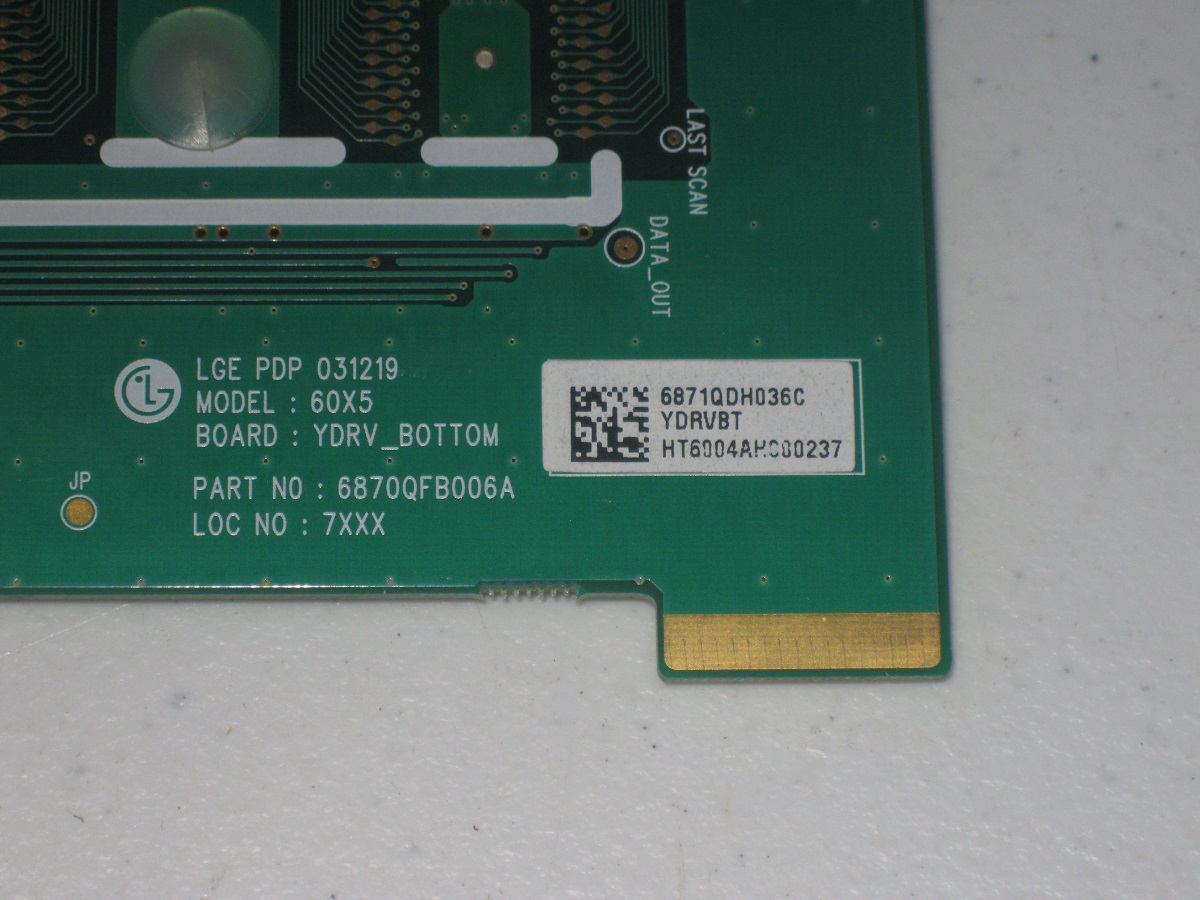 LAST SCAN
DATA_OUT
LGE PDP 031219
MODEL : 60X5
BOARD : YDRV_BOTTOM
PART NO : 6870QFB006A
LOC NO : 7XXX
JP
6871QDH036C
YDRVBT